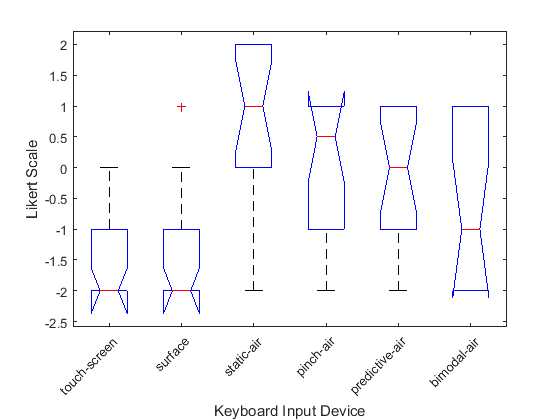 2
1.5
1
0.5
0
-0.5
-1
-1.5
-2
-2.5
Likert Scale
touch-screen
surface
static-air
pinch-air
predictive-air
bimodal-air
Keyboard Input Device